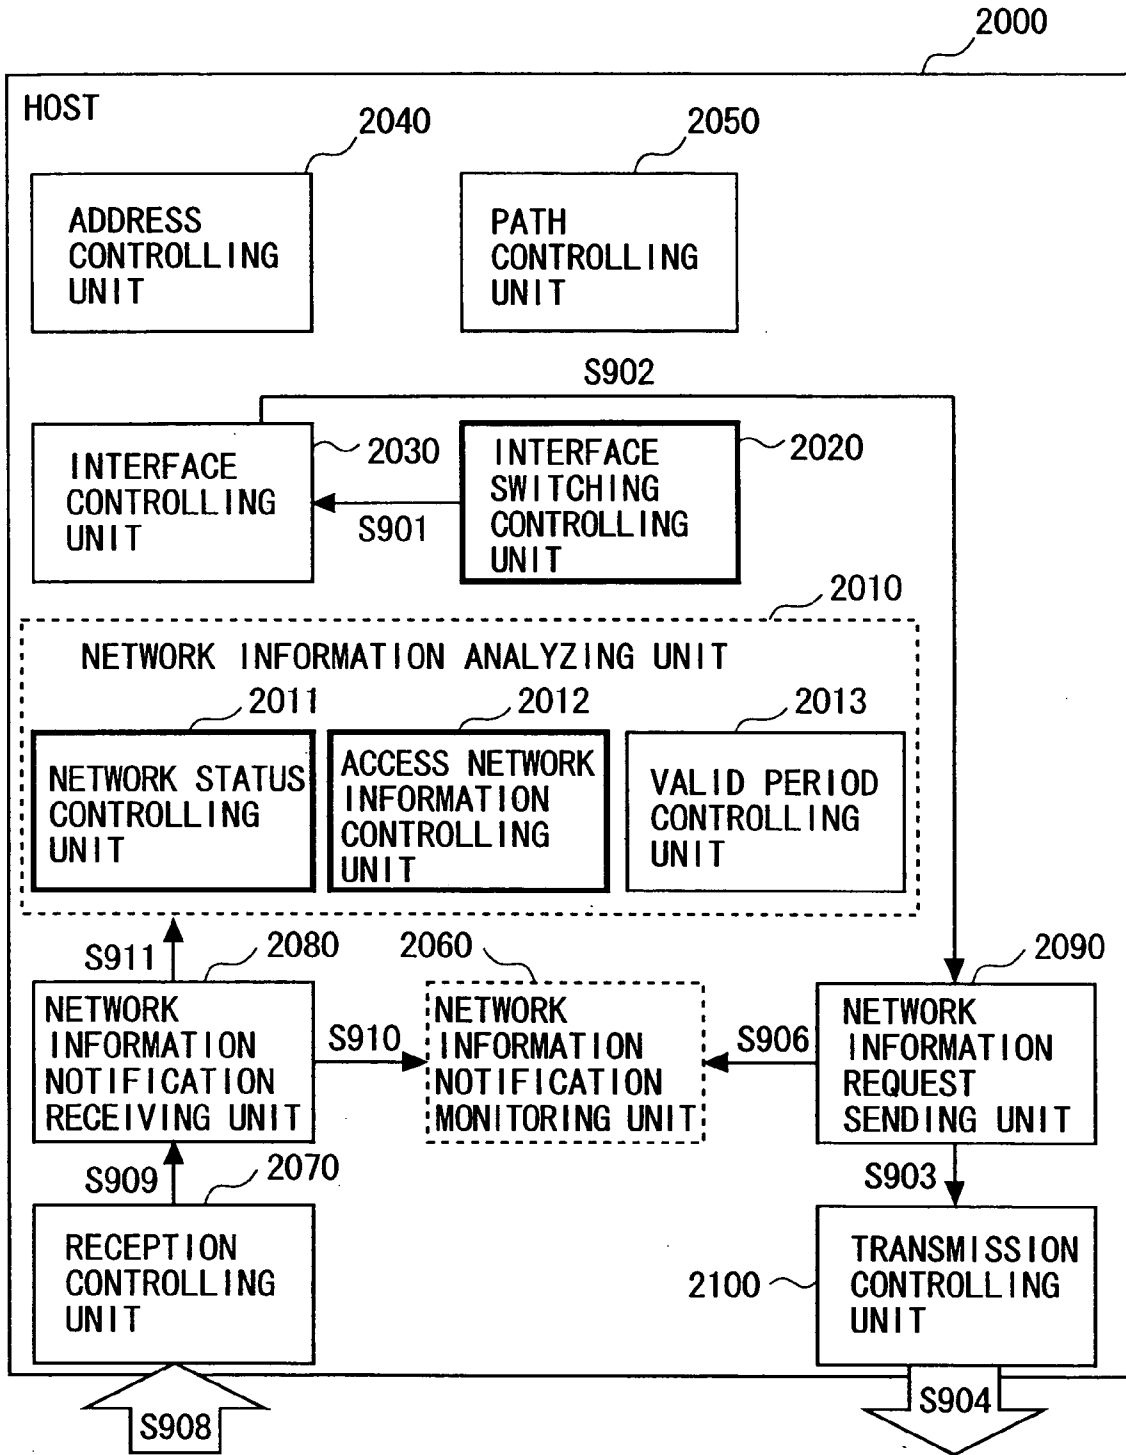 2000
HOST
2040
2050
ADDRESS
CONTROLLING
UNIT
PATH
CONTROLLING
UNIT
S902
2030
2020
INTERFACE
CONTROLLING
UNIT
S901
INTERFACE
SWITCHING
CONTROLLING
UNIT
2010
NETWORK INFORMATION ANALYZING UNIT
2011
2012
2013
NETWORK STATUS
CONTROLLING
UNIT
ACCESS NETWORK
INFORMATION
CONTROLLING
UNIT
VALID PERIOD
CONTROLLING
UNIT
S911
2080
2060
2090
NETWORK
INFORMATION
NOTIFICATION
RECEIVING UNIT
S910
NETWORK
INFORMATION
NOTIFICATION
MONITORING UNIT
S906
NETWORK
INFORMATION
REQUEST
SENDING UNIT
S909
2070
S903
RECEPTION
CONTROLLING
UNIT
2100
TRANSMISSION
CONTROLLING
UNIT
S908
S904